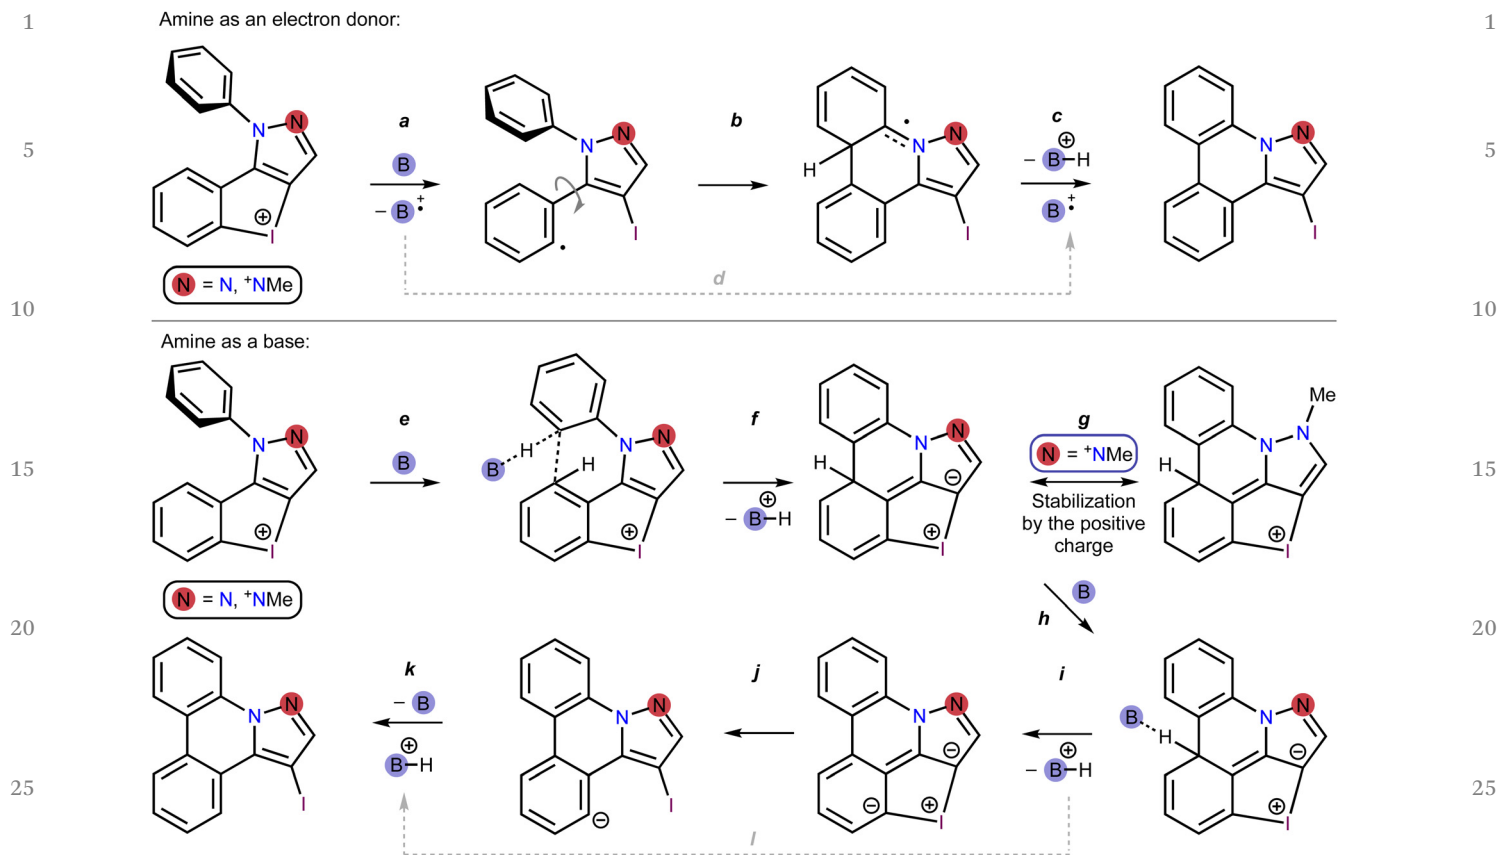 1 Amine as an electron donor: 1
N N
a
B
– B +•
N N
I
⊕
I
•
b
N N
H
•
I
c
⊕
– B–H
B +•
N N
I
5 5
N = N, +NMe
d
10 10
Amine as a base:
N N
⊕
I
e
B
N N
H
B
H
⊕
I
f
⊕
– B–H
N N
H
⊖
⊕
I
g
N = +NMe
Stabilization
by the positive
charge
Me
N N
H
⊕
I
15 15
N = N, +NMe
B
h
20 20
N N
I
k
– B
⊕
B–H
N N
I
⊖
j
N N
⊖
⊖
⊕
I
i
⊕
– B–H
B
H
N N
⊖
⊕
I
25 25
l